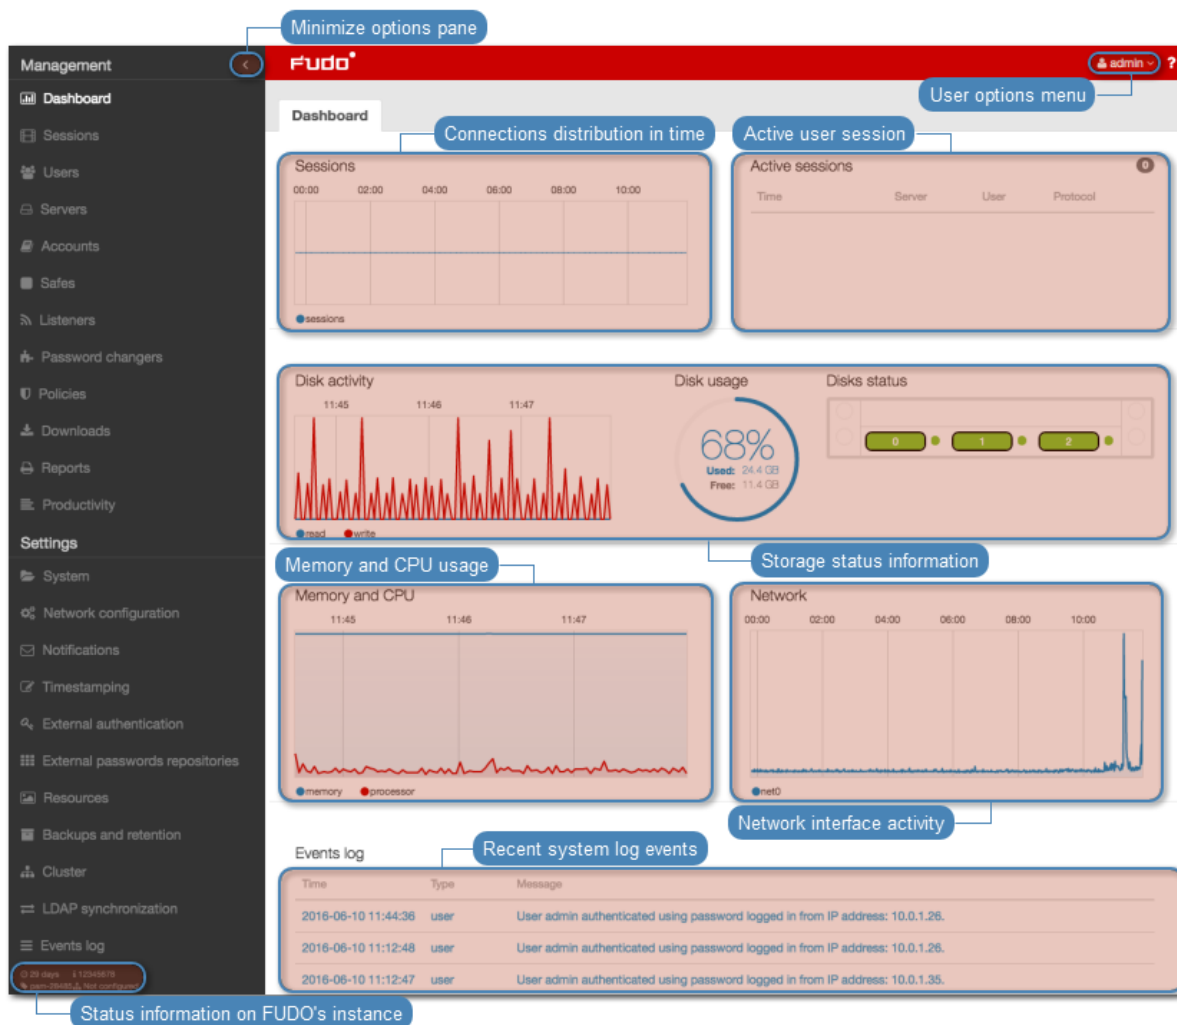 Minimize options pane
Management
FUDO
admin
?
User options menu
Dashboard
Dashboard
Connections distribution in time
Active user session
Sessions
Users
Servers
Accounts
Safes
Listeners
Password changers
Policies
Downloads
Reports
Productivity
Settings
System
Network configuration
Notifications
Timestamping
External authentication
External passwords repositories
Resources
Backups and retention
Cluster
LDAP synchronization
Events log
29 days 12345678
pam-28485 Not configured
Status information on FUDO's instance
Sessions
00:00 02:00 04:00 06:00 08:00 10:00
sessions
Active sessions 0
Time Server User Protocol
Disk activity
11:45 11:46 11:47
read write
Disk usage
68%
Used: 24.4 GB
Free: 11.4 GB
Disks status
0 1 2
Storage status information
Memory and CPU usage
Memory and CPU
11:45 11:46 11:47
memory processor
Network
00:00 02:00 04:00 06:00 08:00 10:00
net0
Network interface activity
Recent system log events
Events log
Time Type Message
2016-06-10 11:44:36 user User admin authenticated using password logged in from IP address: 10.0.1.26.
2016-06-10 11:12:48 user User admin authenticated using password logged in from IP address: 10.0.1.26.
2016-06-10 11:12:47 user User admin authenticated using password logged in from IP address: 10.0.1.35.